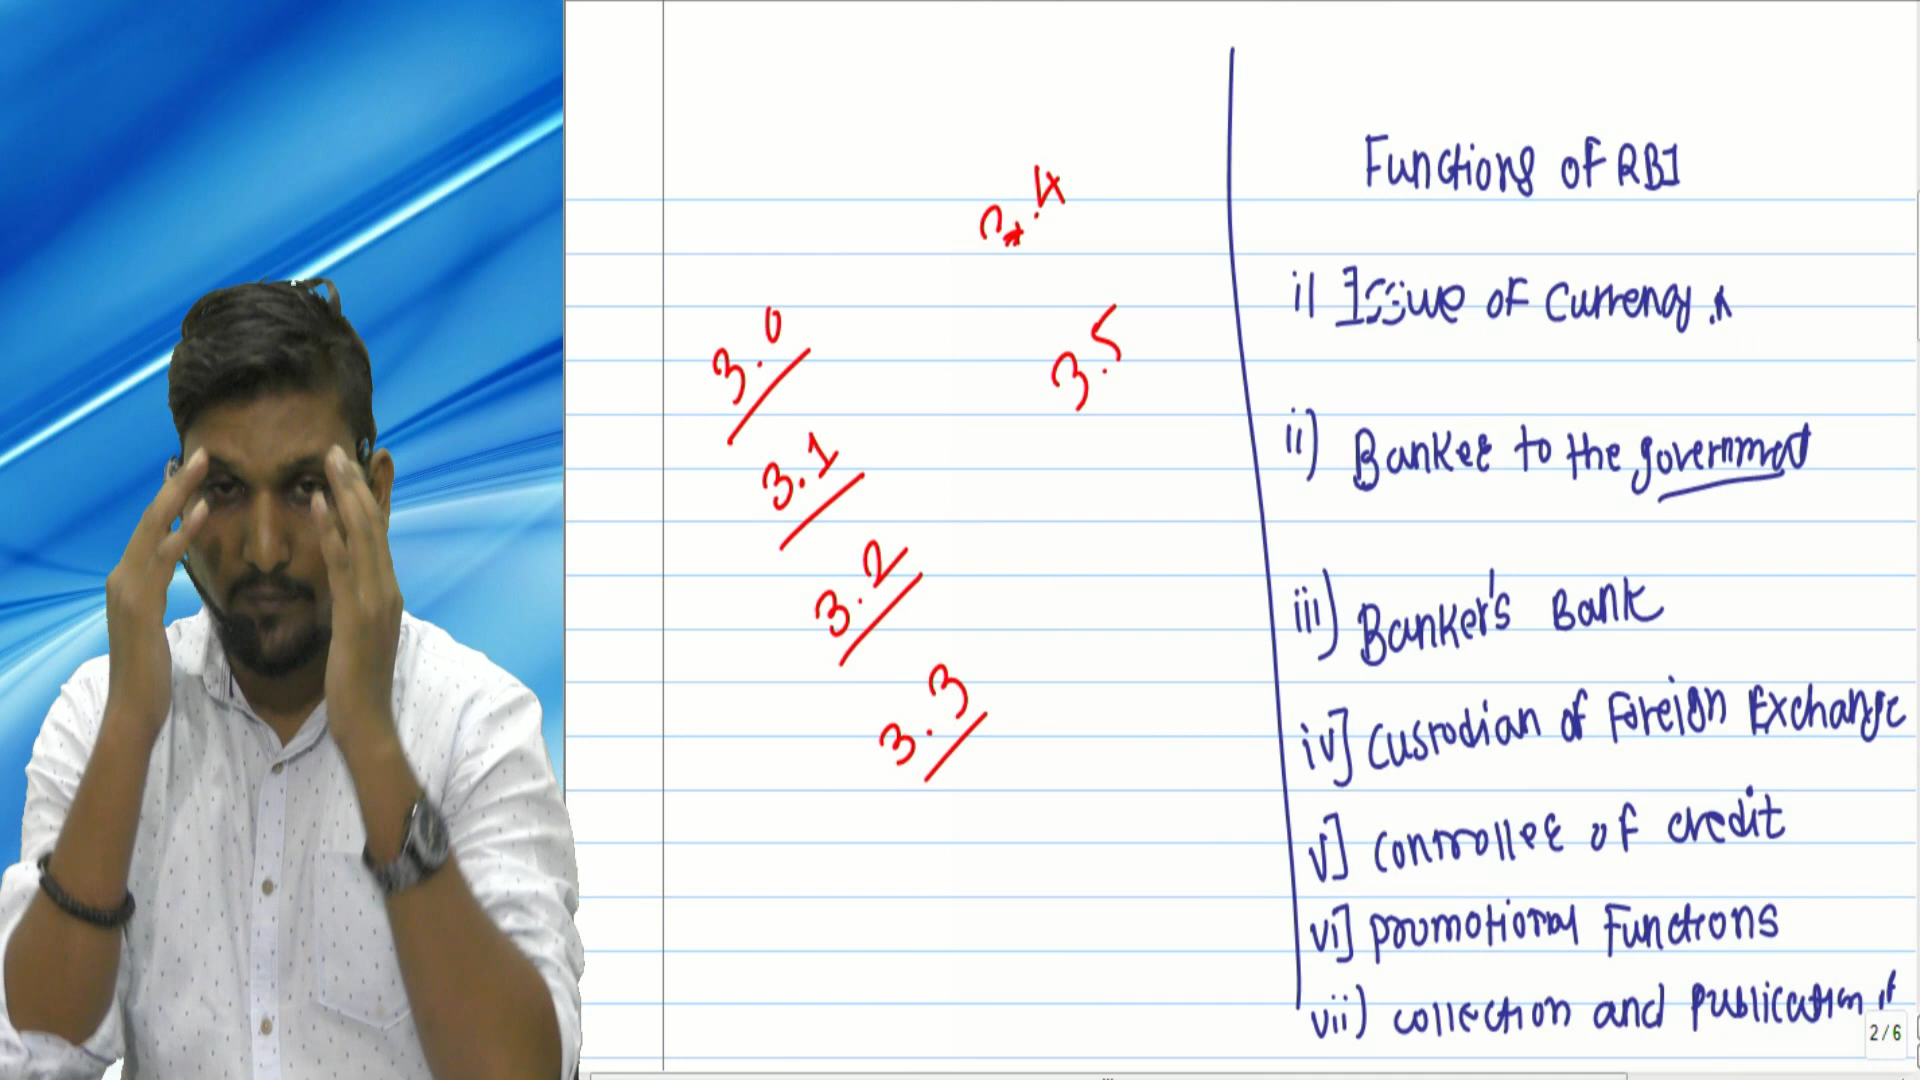 3.0
3.1
3.2
3.3
.4
3.5
Functions of RBI
i) Issue of Currency.
ii) Banker to the government
iii) Banker's Bank
iv] Custodian of Foreign Exchange
v] controller of credit
vi] promotional Functions
vii) collection and publication of
2/6